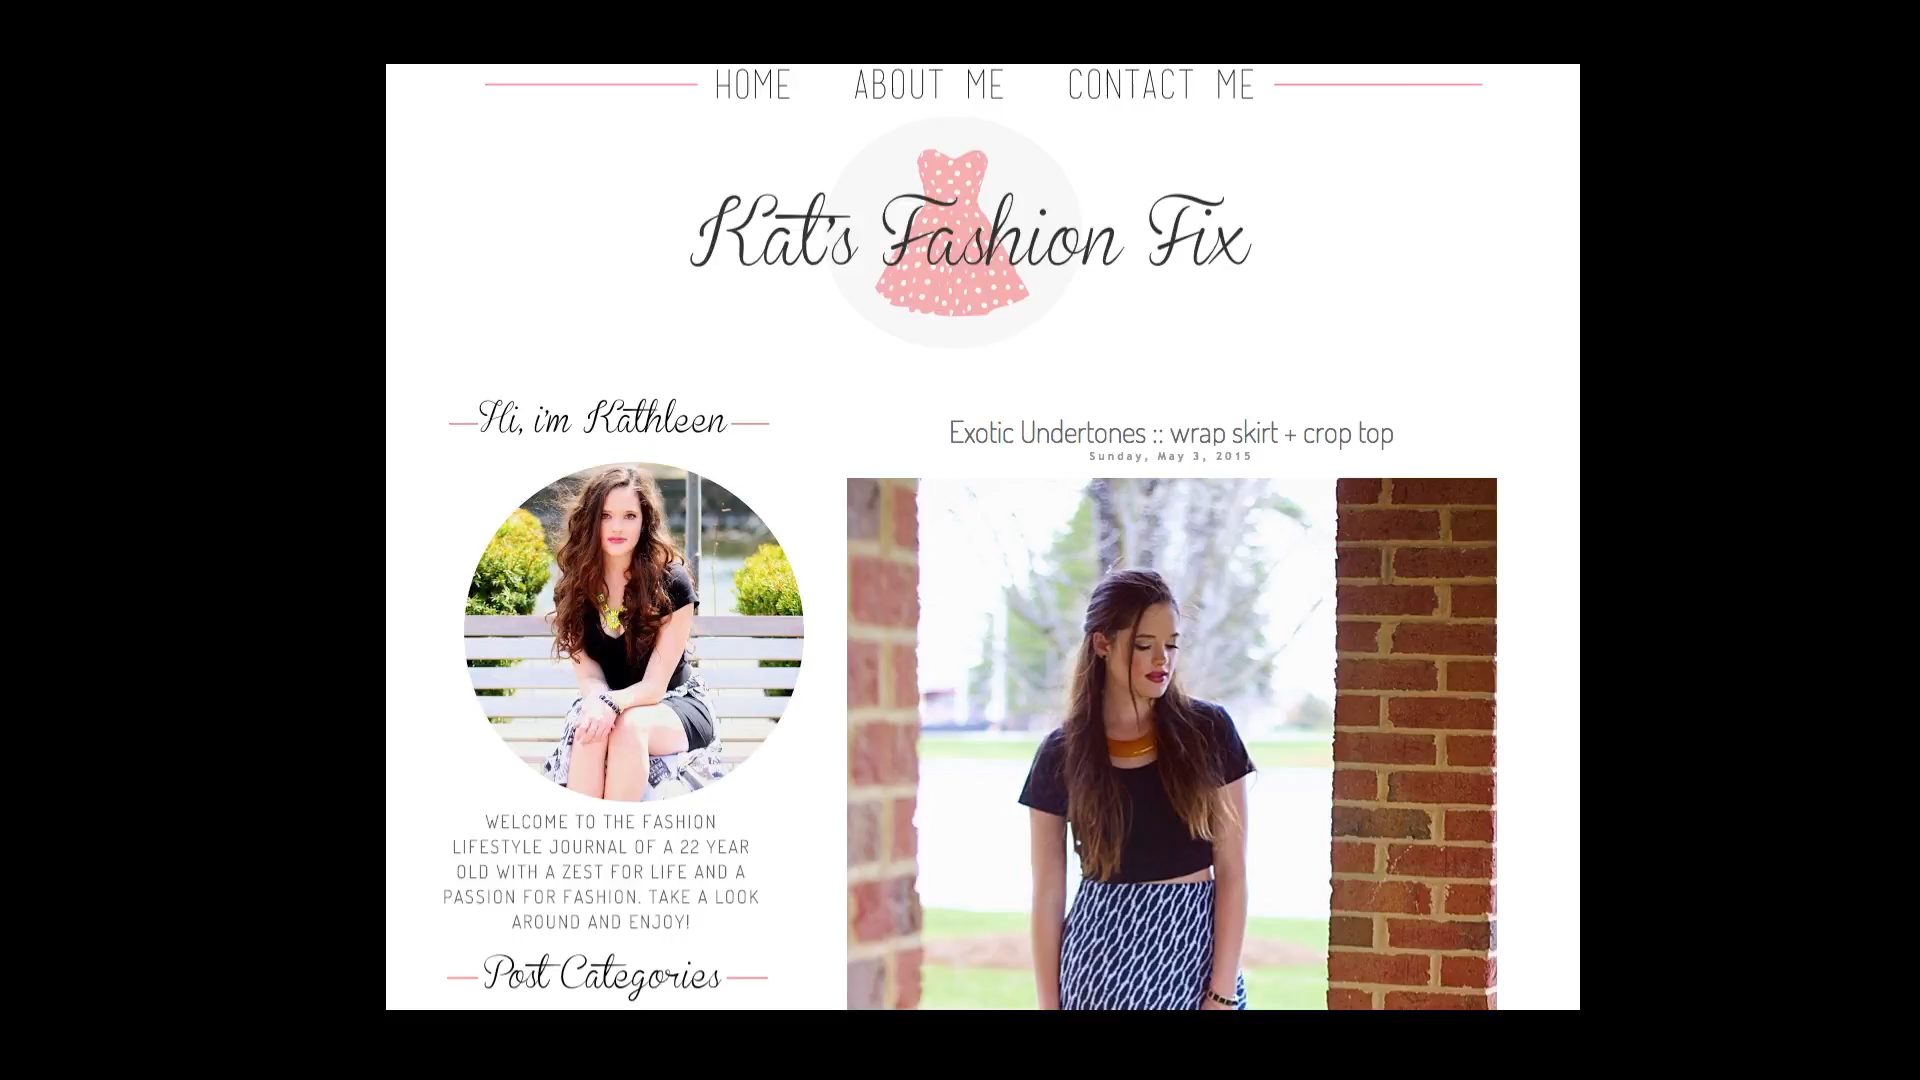 HOME ABOUT ME CONTACT ME
Kat's Fashion Fix
Hi, i'm Kathleen
WELCOME TO THE FASHION
LIFESTYLE JOURNAL OF A 22 YEAR
OLD WITH A ZEST FOR LIFE AND A
PASSION FOR FASHION. TAKE A LOOK
AROUND AND ENJOY!
Post Categories
Exotic Undertones :: wrap skirt + crop top
Sunday, May 3, 2015